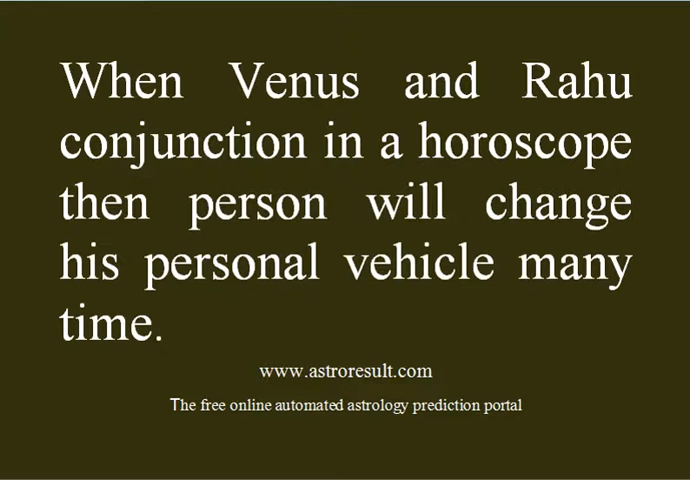 When Venus and Rahu
conjunction in a horoscope
then person will change
his personal vehicle many
time.
www.astroresult.com
The free online automated astrology prediction portal